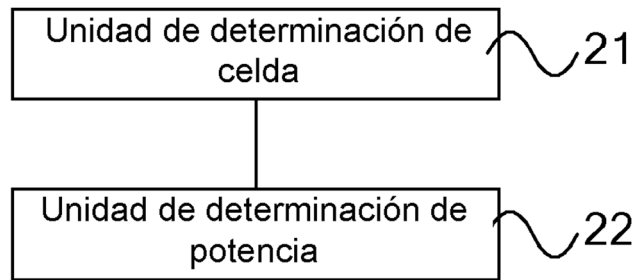 Unidad de determinación de
celda
21
Unidad de determinación de
potencia
22